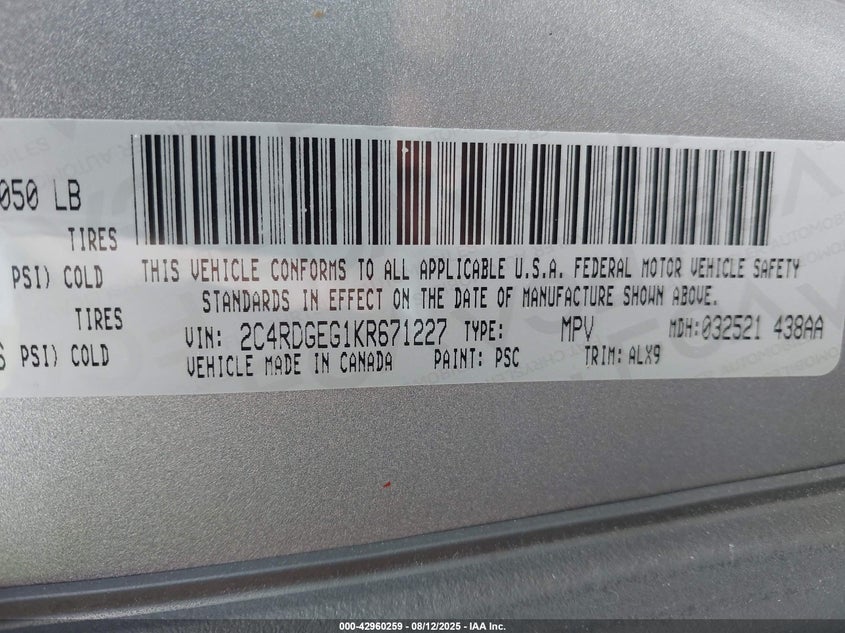 050 LB
TIRES
PSI) COLD
TIRES
PSI) COLD
THIS VEHICLE CONFORMS TO ALL APPLICABLE U.S.A. FEDERAL MOTOR VEHICLE SAFETY
STANDARDS IN EFFECT ON THE DATE OF MANUFACTURE SHOWN ABOVE.
VIN: 2C4RDGEG1KR671227 TYPE: MPV MDH:032521 438AA
VEHICLE MADE IN CANADA PAINT: PSC TRIM: ALX9
000-42960259 - 08/12/2025 - IAA Inc.